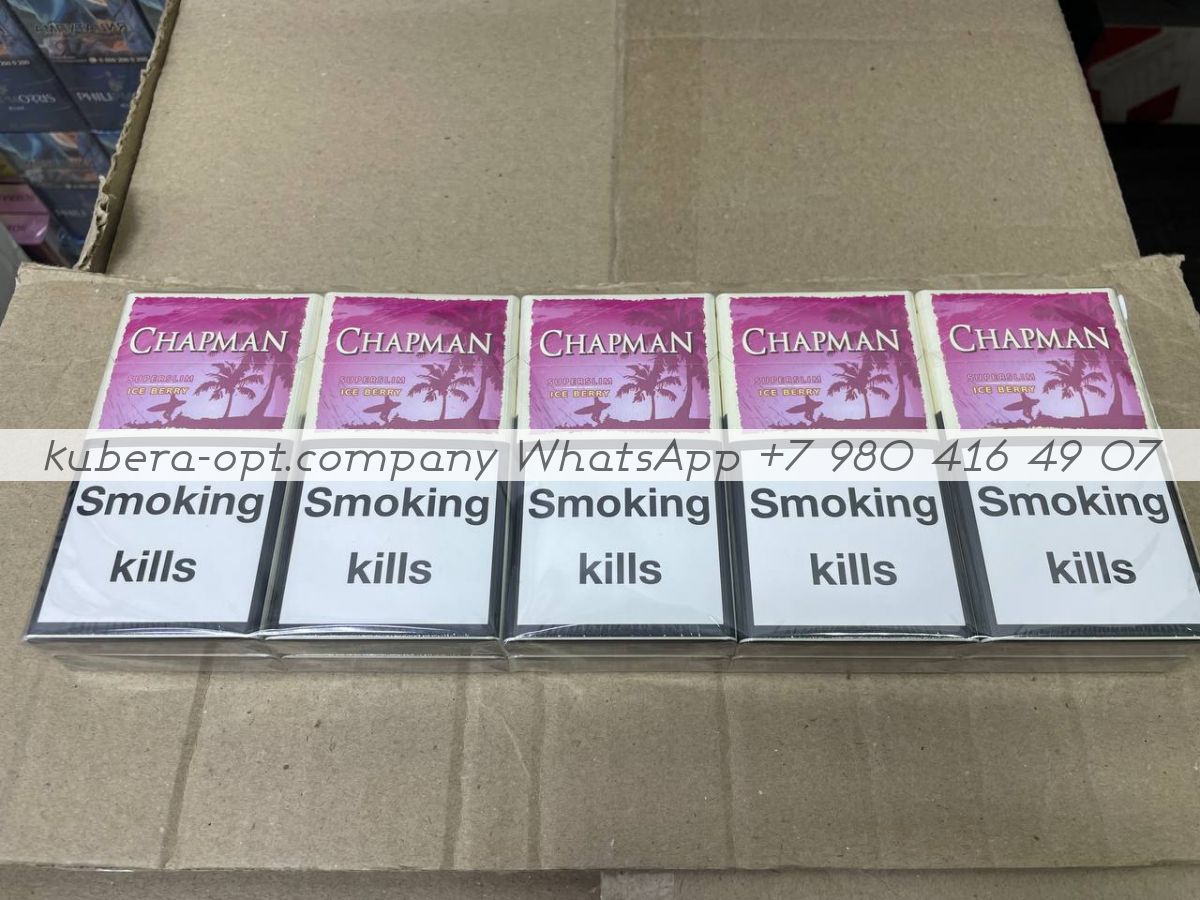 PHILI
CHAPMAN
SUPERSLIM
ICE BERRY
CHAPMAN
SUPERSLIM
ICE BERRY
CHAPMAN
SUPERSLIM
ICE BERRY
CHAPMAN
SUPERSLIM
ICE BERRY
CHAPMAN
SUPERSLIM
ICE BERRY
kubera-opt.company WhatsApp +7 980 416 49 07
Smoking
kills
Smoking
kills
Smoking
kills
Smoking
kills
Smoking
kills